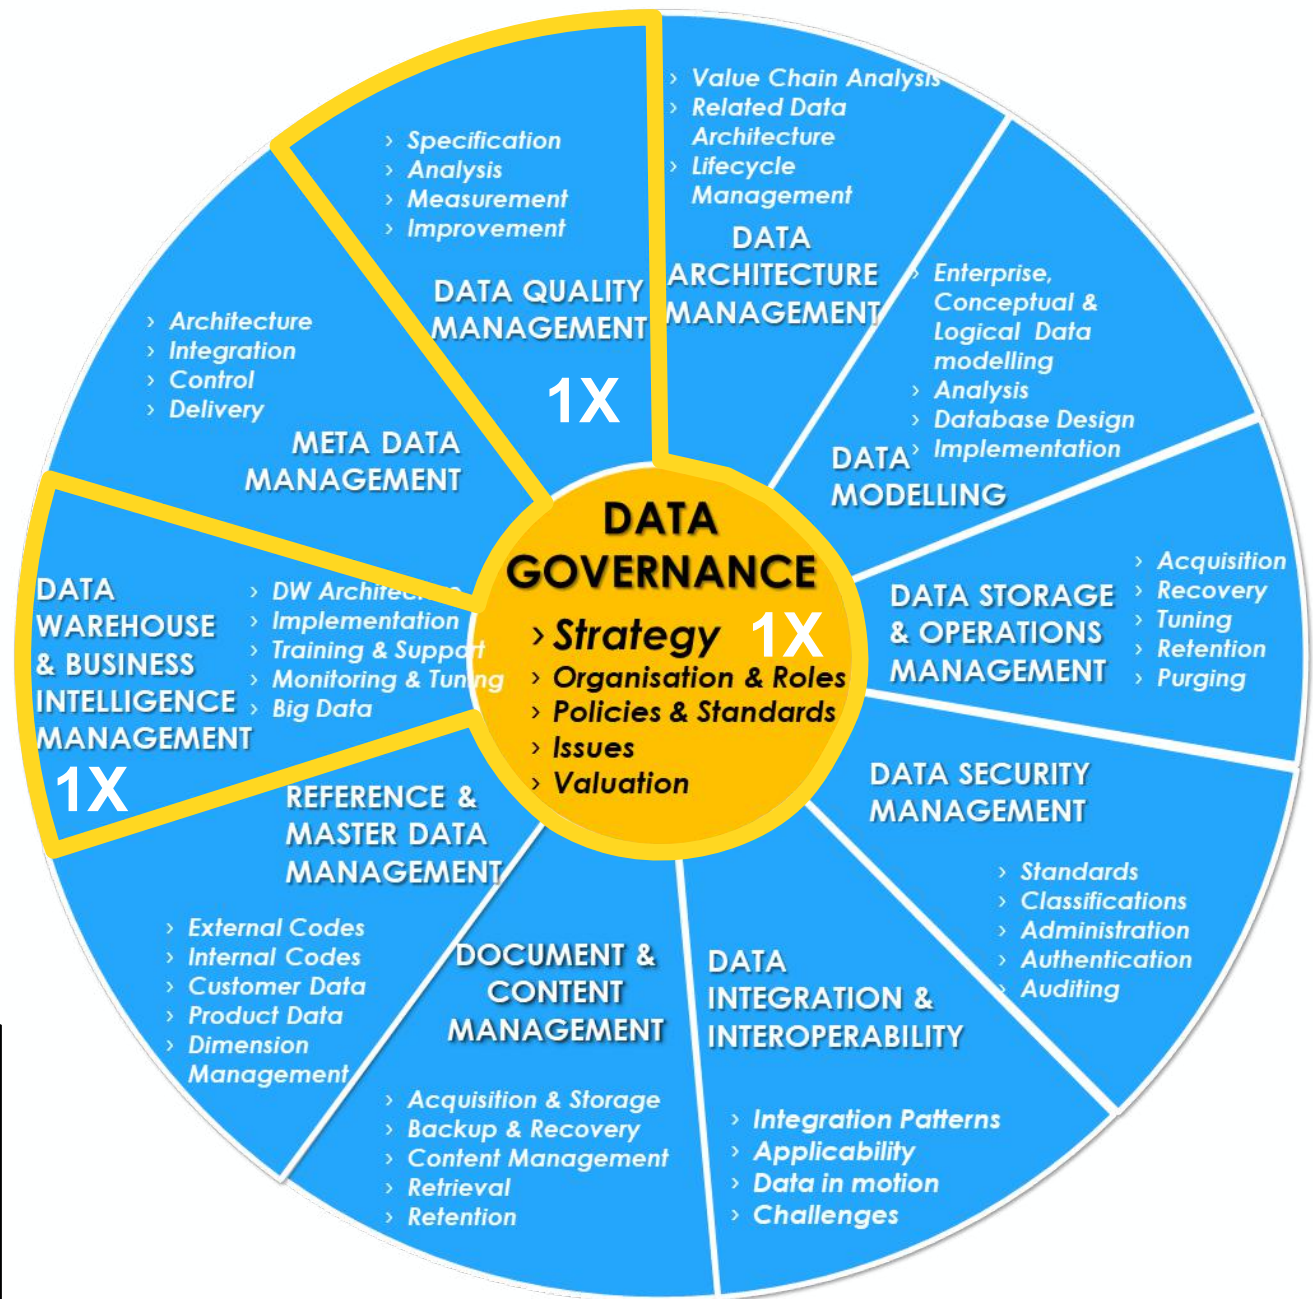 › Value Chain Analysis
› Related Data
Architecture
› Lifecycle
Management
DATA
ARCHITECTURE
MANAGEMENT
› Enterprise,
Conceptual &
Logical Data
modelling
› Analysis
› Database Design
› Implementation
DATA
MODELLING
› Acquisition
› Recovery
› Tuning
› Retention
› Purging
DATA STORAGE
& OPERATIONS
MANAGEMENT
DATA SECURITY
MANAGEMENT
› Standards
› Classifications
› Administration
› Authentication
› Auditing
DATA
INTEGRATION &
INTEROPERABILITY
› Integration Patterns
› Applicability
› Data in motion
› Challenges
DOCUMENT &
CONTENT
MANAGEMENT
› Acquisition & Storage
› Backup & Recovery
› Content Management
› Retrieval
› Retention
REFERENCE &
MASTER DATA
MANAGEMENT
› External Codes
› Internal Codes
› Customer Data
› Product Data
› Dimension
Management
DATA
WAREHOUSE
& BUSINESS
INTELLIGENCE
MANAGEMENT
1X
› DW Architecture
› Implementation
› Training & Support
› Monitoring & Tuning
› Big Data
› Architecture
› Integration
› Control
› Delivery
META DATA
MANAGEMENT
› Specification
› Analysis
› Measurement
› Improvement
DATA QUALITY
MANAGEMENT
1X
DATA
GOVERNANCE
› Strategy 1X
› Organisation & Roles
› Policies & Standards
› Issues
› Valuation